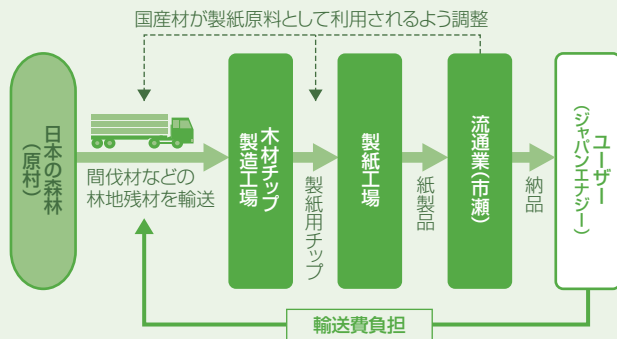 国産材が製紙原料として利用されるよう調整
日本の森林
(原村)
間伐材などの
林地残材を輸送
木材チップ
製造工場
製紙用チップ
製紙工場
紙製品
流通業(市瀬)
納品
ユーザー
(ジャパンエナジー)
輸送費負担